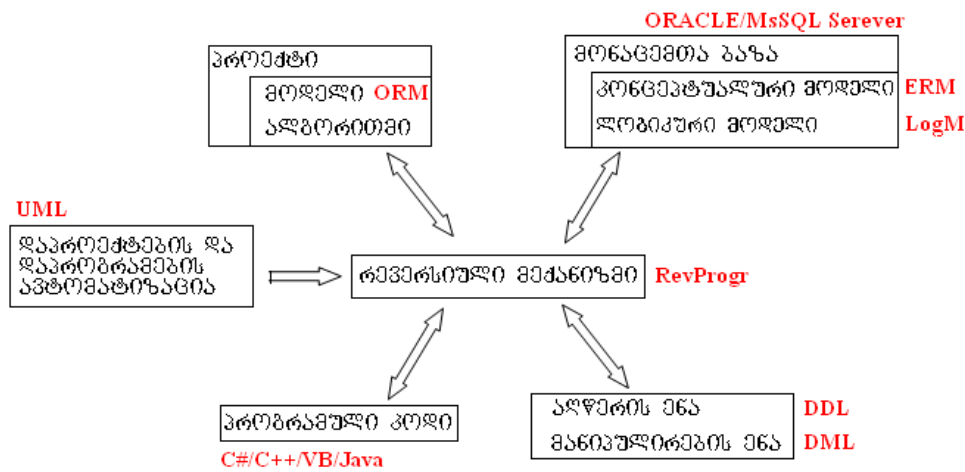 ORACLE/MsSQL Serever
პროექტი
მოდელი ORM
ალგორითმი
მონაცემთა ბაზა
კონცეპტუალური მოდელი ERM
ლოგიკური მოდელი LogM
UML
დაპროექტების და
დაპროგრამების
ავტომატიზაცია
რევერსიული მექანიზმი RevProgr
პროგრამული კოდი
C#/C++/VB/Java
აღწერის ენა DDL
მანიპულირების ენა DML